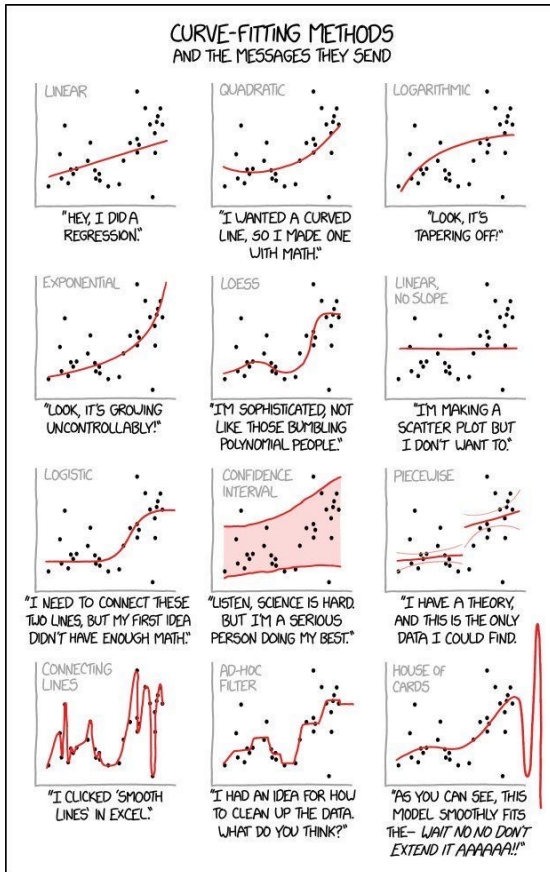 CURVE-FITTING METHODS
AND THE MESSAGES THEY SEND
LINEAR
"HEY, I DID A
REGRESSION."
QUADRATIC
"I WANTED A CURVED
LINE, SO I MADE ONE
WITH MATH."
LOGARITHMIC
"LOOK, IT'S
TAPERING OFF!"
EXPONENTIAL
"LOOK, IT'S GROWING
UNCONTROLLABLY!"
LOESS
"I'M SOPHISTICATED, NOT
LIKE THOSE BUMBLING
POLYNOMIAL PEOPLE."
LINEAR,
NO SLOPE
"I'M MAKING A
SCATTER PLOT BUT
I DON'T WANT TO."
LOGISTIC
"I NEED TO CONNECT THESE
TWO LINES, BUT MY FIRST IDEA
DIDN'T HAVE ENOUGH MATH."
CONFIDENCE
INTERVAL
"LISTEN, SCIENCE IS HARD.
BUT I'M A SERIOUS
PERSON DOING MY BEST."
PIECEWISE
"I HAVE A THEORY,
AND THIS IS THE ONLY
DATA I COULD FIND.
CONNECTING
LINES
"I CLICKED 'SMOOTH
LINES' IN EXCEL."
AD-HOC
FILTER
"I HAD AN IDEA FOR HOW
TO CLEAN UP THE DATA.
WHAT DO YOU THINK?"
HOUSE OF
CARDS
"AS YOU CAN SEE, THIS
MODEL SMOOTHLY FITS
THE– WAIT NO NO DON'T
EXTEND IT AAAAAA!!"